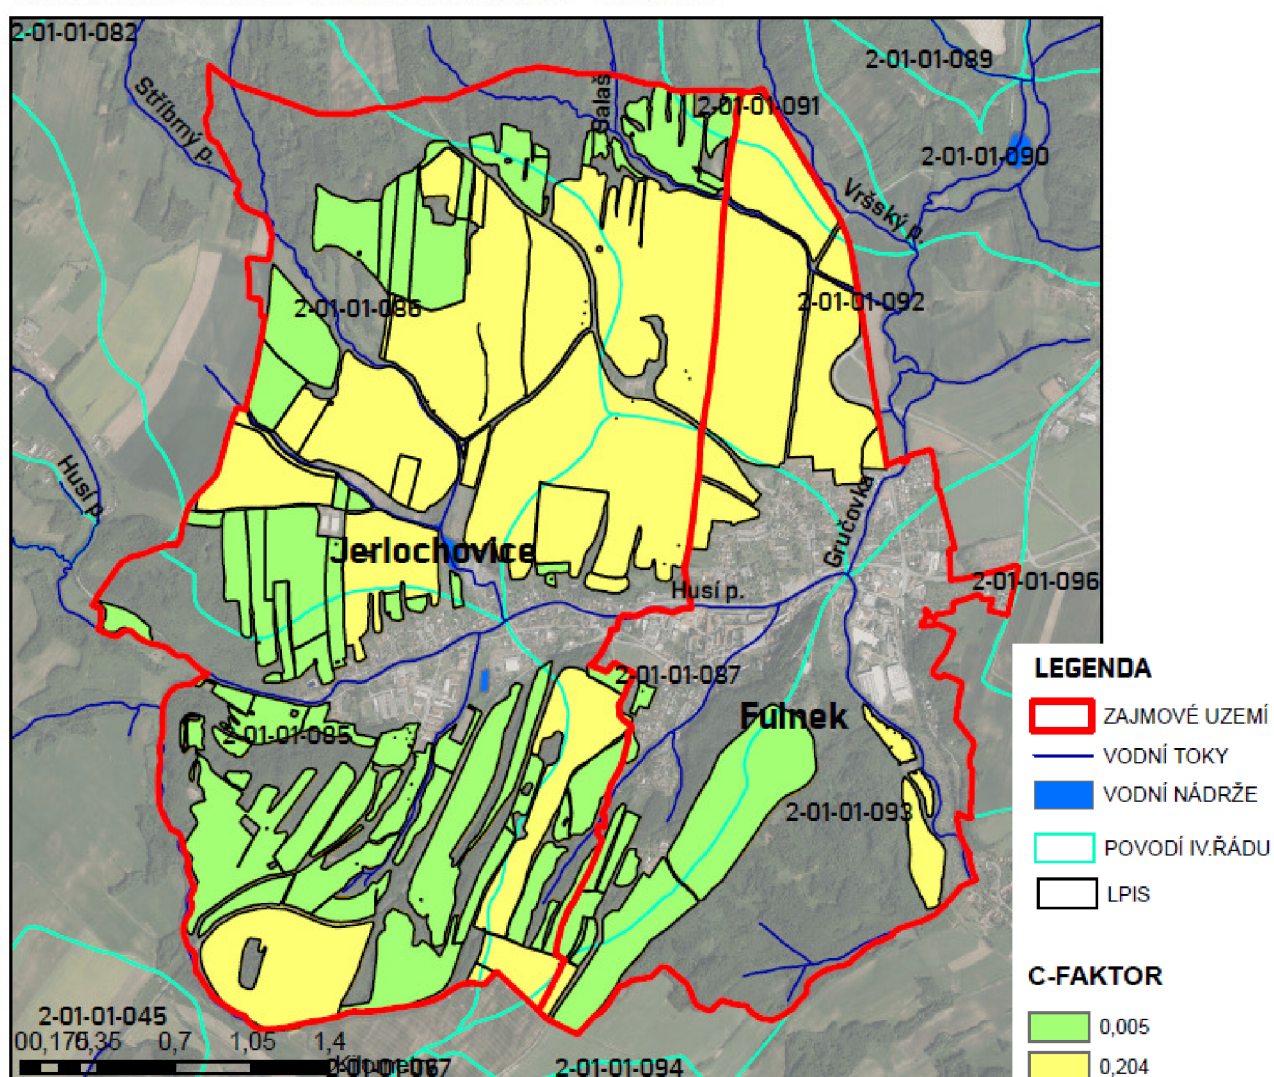 2-01-01-082
2-01-01-089
2-01-01-091
Stříbrný p.
Salaš
2-01-01-090
Vršský p.
2-01-01-086
2-01-01-092
Husí p.
Gručovka
Jerlochovice
Husí p.
2-01-01-096
2-01-01-087
Fulnek
2-01-01-085
2-01-01-093
2-01-01-045
00,175 0,35 0,7 1,05 1,4
2-01-01-094
LEGENDA
ZAJMOVÉ UZEMÍ
VODNÍ TOKY
VODNÍ NÁDRŽE
POVODÍ IV.ŘÁDU
LPIS
C-FAKTOR
0,005
0,204